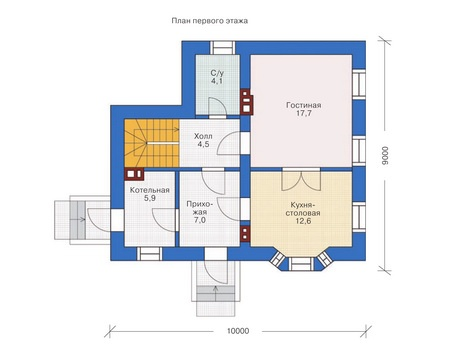 План первого этажа
С/у
4,1
Гостиная
17,7
Холл
4,5
Котельная
5,9
Прихо-
жая
7,0
Кухня-
столовая
12,6
9000
10000